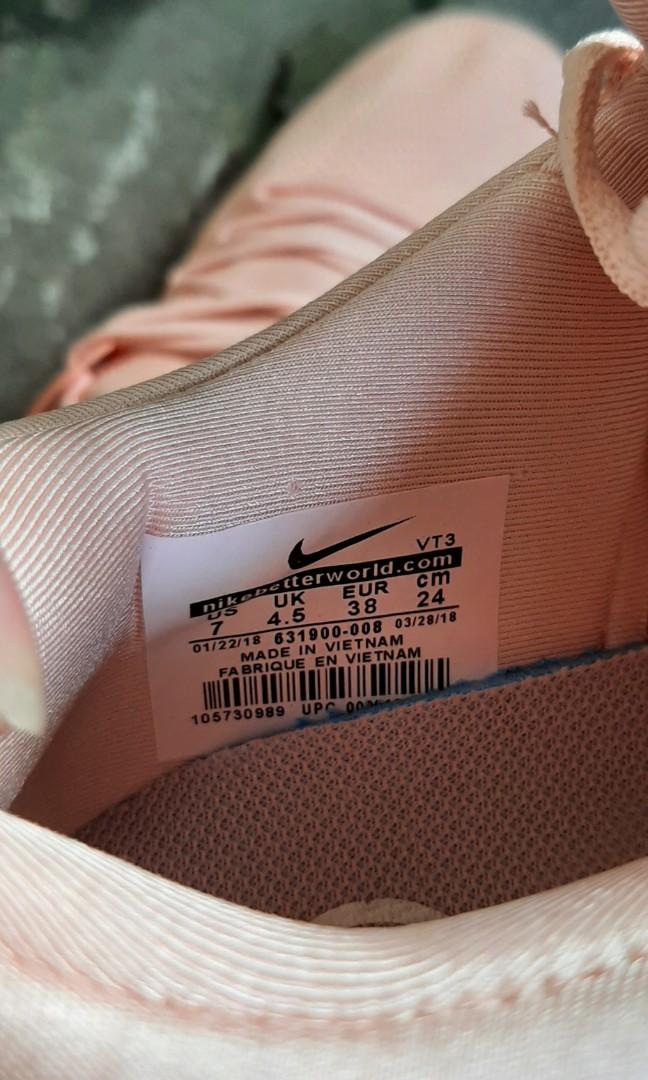 VT3
nikebetterworld.com
US UK EUR cm
7 4.5 38 24
01/22/18 631900-008 03/28/18
MADE IN VIETNAM
FABRIQUE EN VIETNAM
105730989 UPC